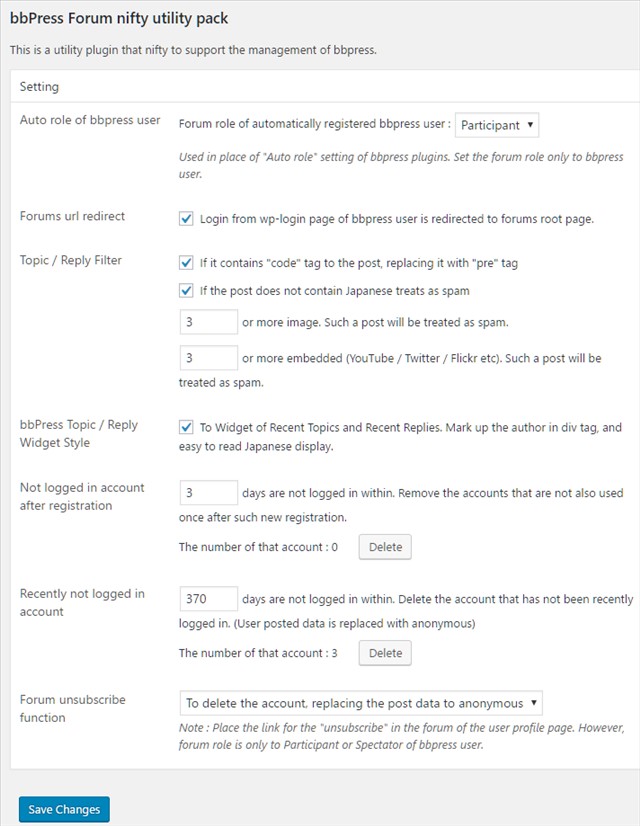 bbPress Forum nifty utility pack
This is a utility plugin that nifty to support the management of bbpress.
Setting
Auto role of bbpress user
Forum role of automatically registered bbpress user : Participant
Used in place of "Auto role" setting of bbpress plugins. Set the forum role only to bbpress
user.
Forums url redirect
Login from wp-login page of bbpress user is redirected to forums root page.
Topic / Reply Filter
If it contains "code" tag to the post, replacing it with "pre" tag
If the post does not contain Japanese treats as spam
3 or more image. Such a post will be treated as spam.
3 or more embedded (YouTube / Twitter / Flickr etc). Such a post will be
treated as spam.
bbPress Topic / Reply
Widget Style
To Widget of Recent Topics and Recent Replies. Mark up the author in div tag, and
easy to read Japanese display.
Not logged in account
after registration
3 days are not logged in within. Remove the accounts that are not also used
once after such new registration.
The number of that account : 0 Delete
Recently not logged in
account
370 days are not logged in within. Delete the account that has not been recently
logged in. (User posted data is replaced with anonymous)
The number of that account : 3 Delete
Forum unsubscribe
function
To delete the account, replacing the post data to anonymous
Note : Place the link for the "unsubscribe" in the forum of the user profile page. However,
forum role is only to Participant or Spectator of bbpress user.
Save Changes